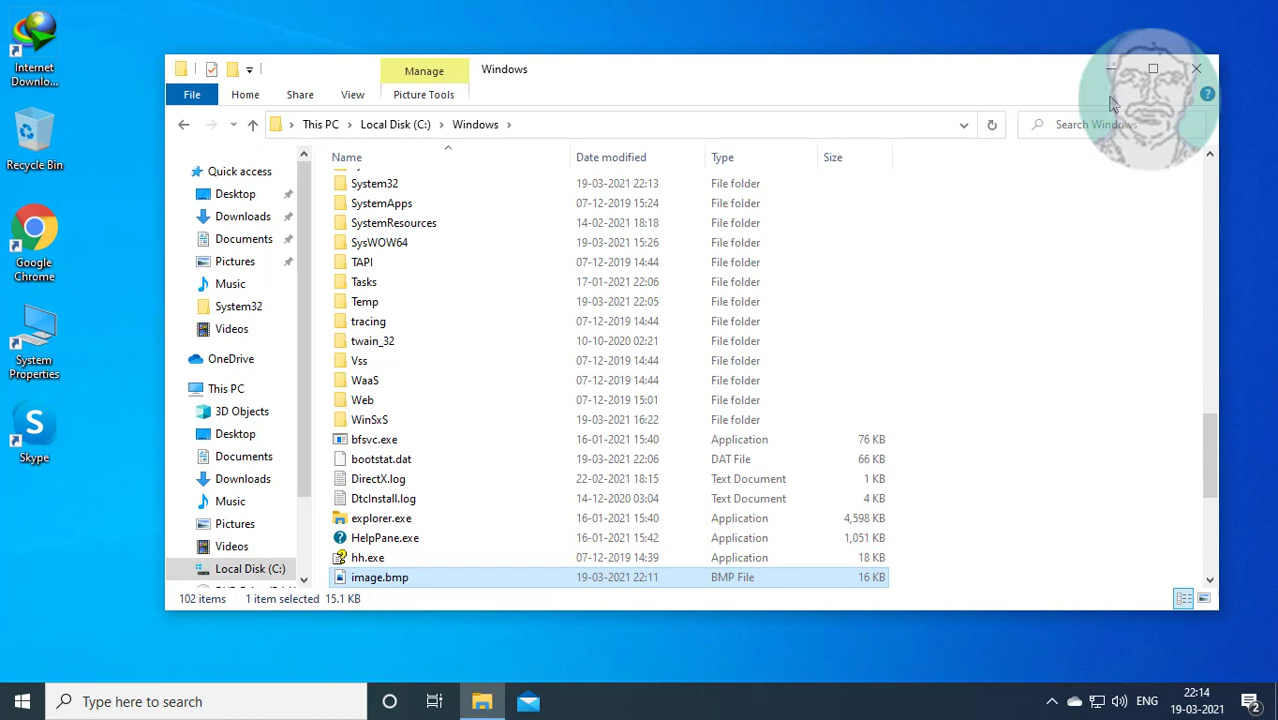 Internet
Downlo...
Recycle Bin
Google
Chrome
System
Properties
Skype
Manage
Windows
File
Home
Share
View
Picture Tools
This PC
Local Disk (C:)
Windows
Search Windows
Name
Date modified
Type
Size
Quick access
Desktop
Downloads
Documents
Pictures
Music
System32
Videos
OneDrive
This PC
3D Objects
Desktop
Documents
Downloads
Music
Pictures
Videos
Local Disk (C:)
System32 19-03-2021 22:13 File folder
SystemApps 07-12-2019 15:24 File folder
SystemResources 14-02-2021 18:18 File folder
SysWOW64 19-03-2021 15:26 File folder
TAPI 07-12-2019 14:44 File folder
Tasks 17-01-2021 22:06 File folder
Temp 19-03-2021 22:05 File folder
tracing 07-12-2019 14:44 File folder
twain_32 10-10-2020 02:21 File folder
Vss 07-12-2019 14:44 File folder
WaaS 07-12-2019 14:44 File folder
Web 07-12-2019 15:01 File folder
WinSxS 19-03-2021 16:22 File folder
bfsvc.exe 16-01-2021 15:40 Application 76 KB
bootstat.dat 19-03-2021 22:06 DAT File 66 KB
DirectX.log 22-02-2021 18:15 Text Document 1 KB
DtcInstall.log 14-12-2020 03:04 Text Document 4 KB
explorer.exe 16-01-2021 15:40 Application 4,598 KB
HelpPane.exe 16-01-2021 15:42 Application 1,051 KB
hh.exe 07-12-2019 14:39 Application 18 KB
image.bmp 19-03-2021 22:11 BMP File 16 KB
102 items 1 item selected 15.1 KB
Type here to search
ENG
22:14
19-03-2021
2